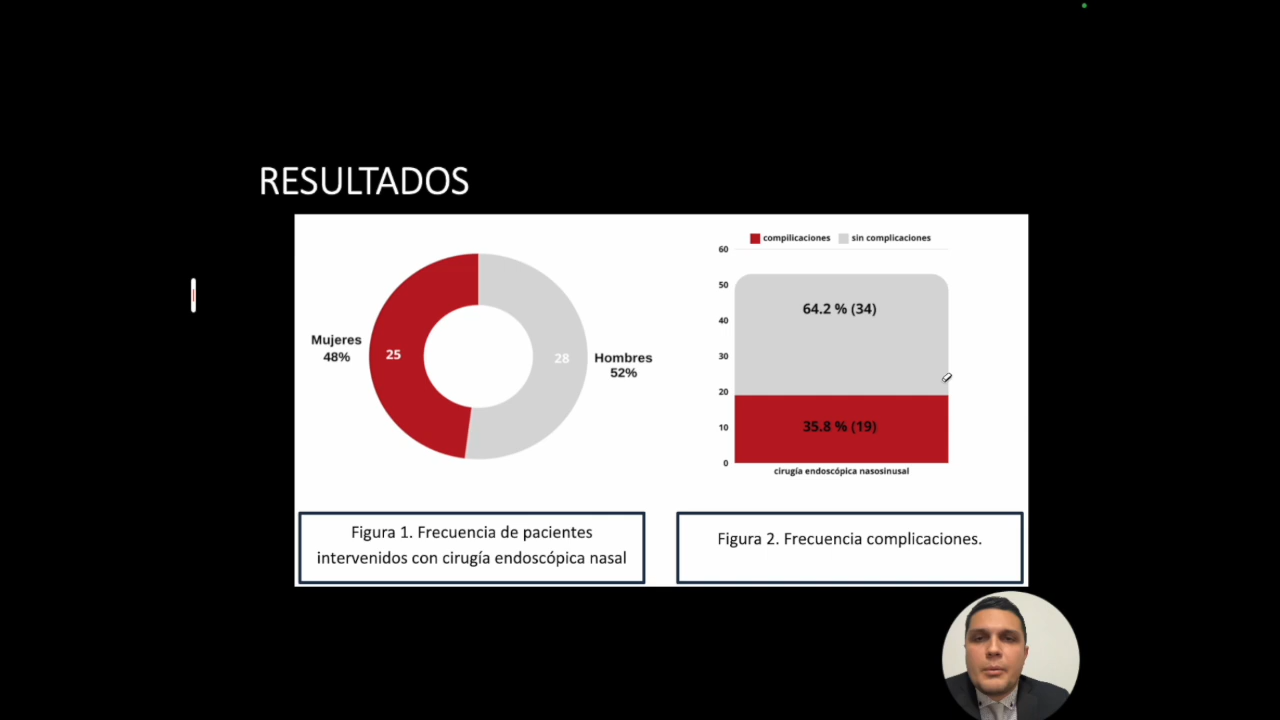 RESULTADOS
Mujeres
48%
25
28
Hombres
52%
compilicaciones
sin complicaciones
60
50
40
30
20
10
0
64.2 % (34)
35.8 % (19)
cirugía endoscópica nasosinusal
Figura 1. Frecuencia de pacientes
intervenidos con cirugía endoscópica nasal
Figura 2. Frecuencia complicaciones.